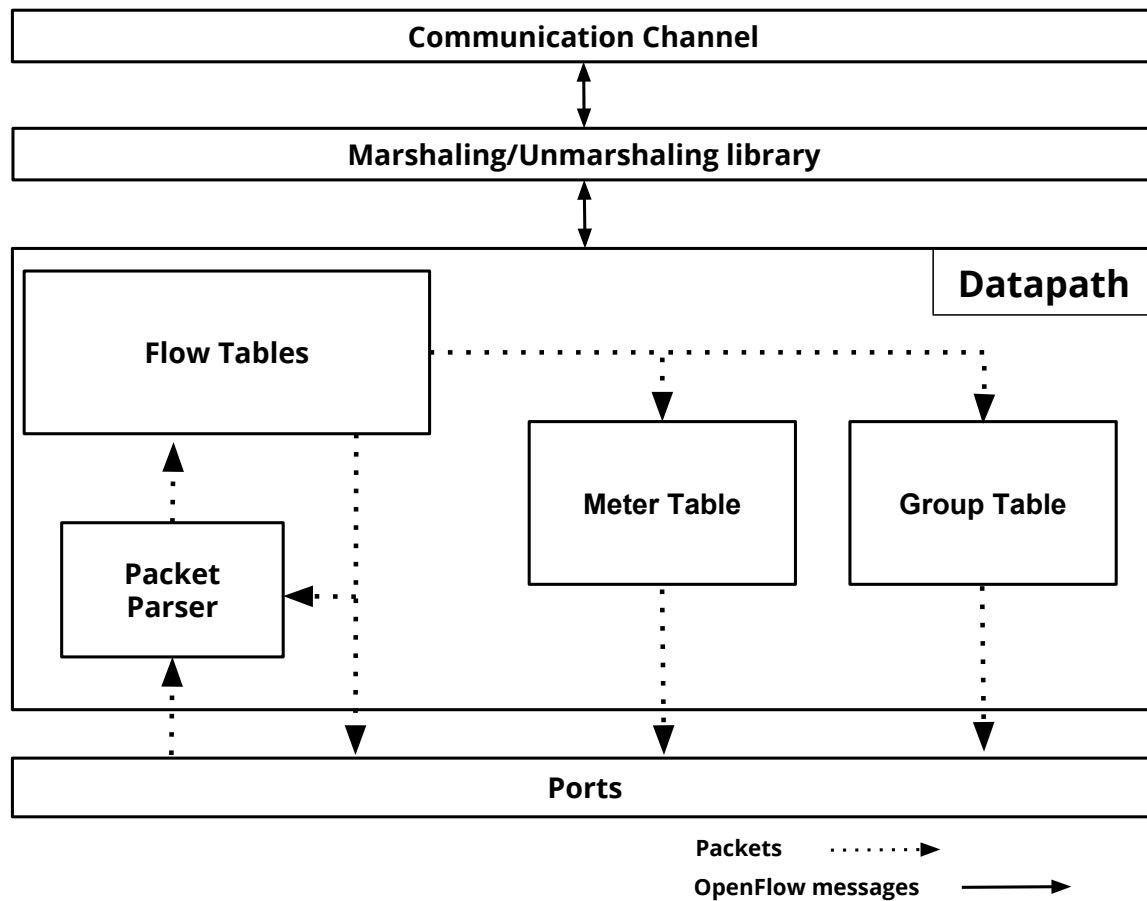 Communication Channel
Marshaling/Unmarshaling library
Datapath
Flow Tables
Meter Table
Group Table
Packet
Parser
Ports
Packets
OpenFlow messages